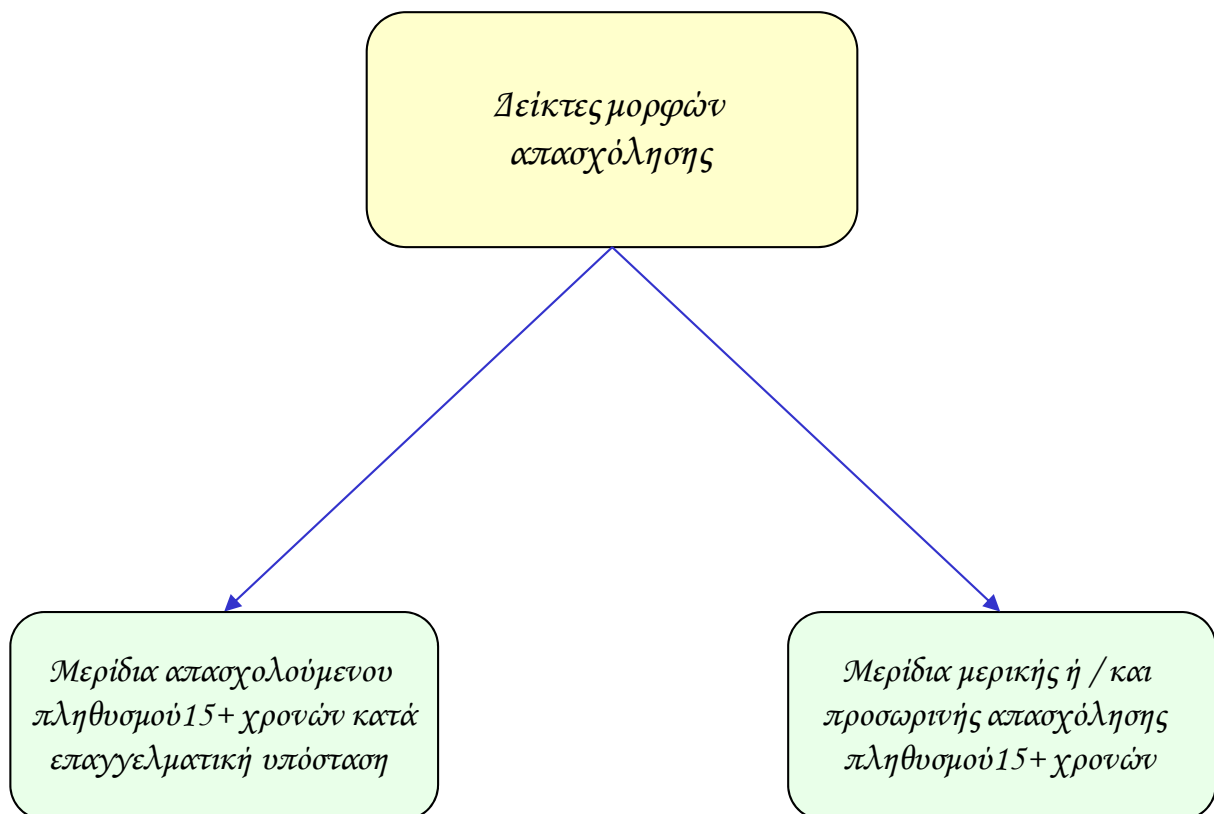 Δείκτες μορφών
απασχόλησης
Μερίδια απασχολούμενου
πληθυσμού 15+ χρονών κατά
επαγγελματική υπόσταση
Μερίδια μερικής ή / και
προσωρινής απασχόλησης
πληθυσμού 15+ χρονών